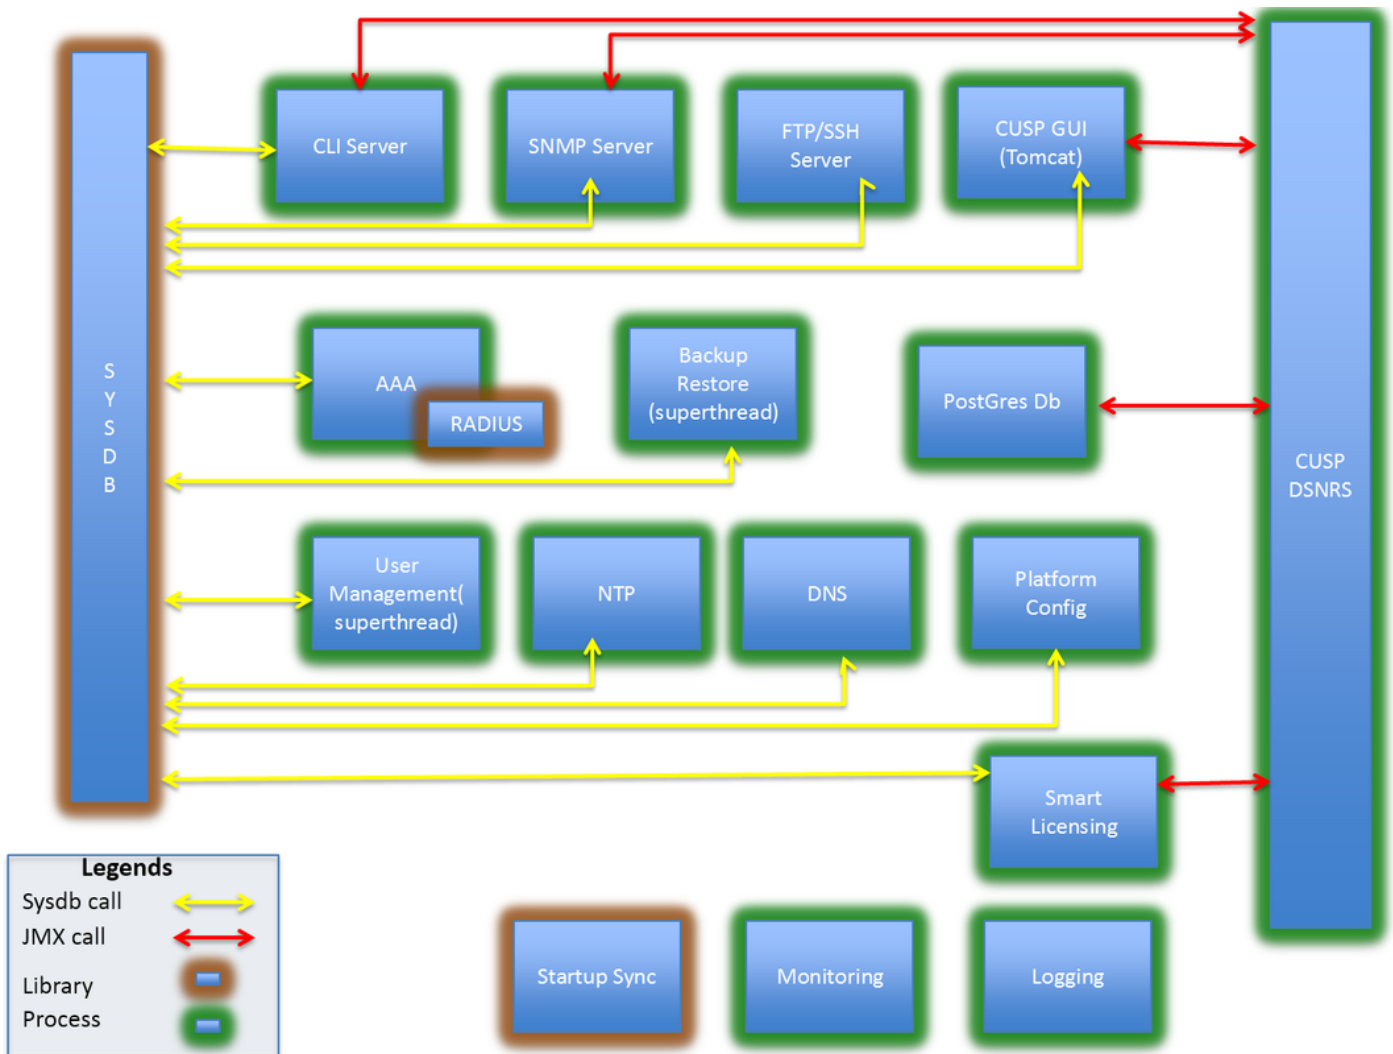 CLI Server
SNMP Server
FTP/SSH
Server
CUSP GUI
(Tomcat)
S
Y
S
D
B
AAA
RADIUS
Backup
Restore
(superthread)
PostGres Db
CUSP
DSNRS
User
Management(
superthread)
NTP
DNS
Platform
Config
Smart
Licensing
Legends
Sysdb call
JMX call
Library
Process
Startup Sync
Monitoring
Logging